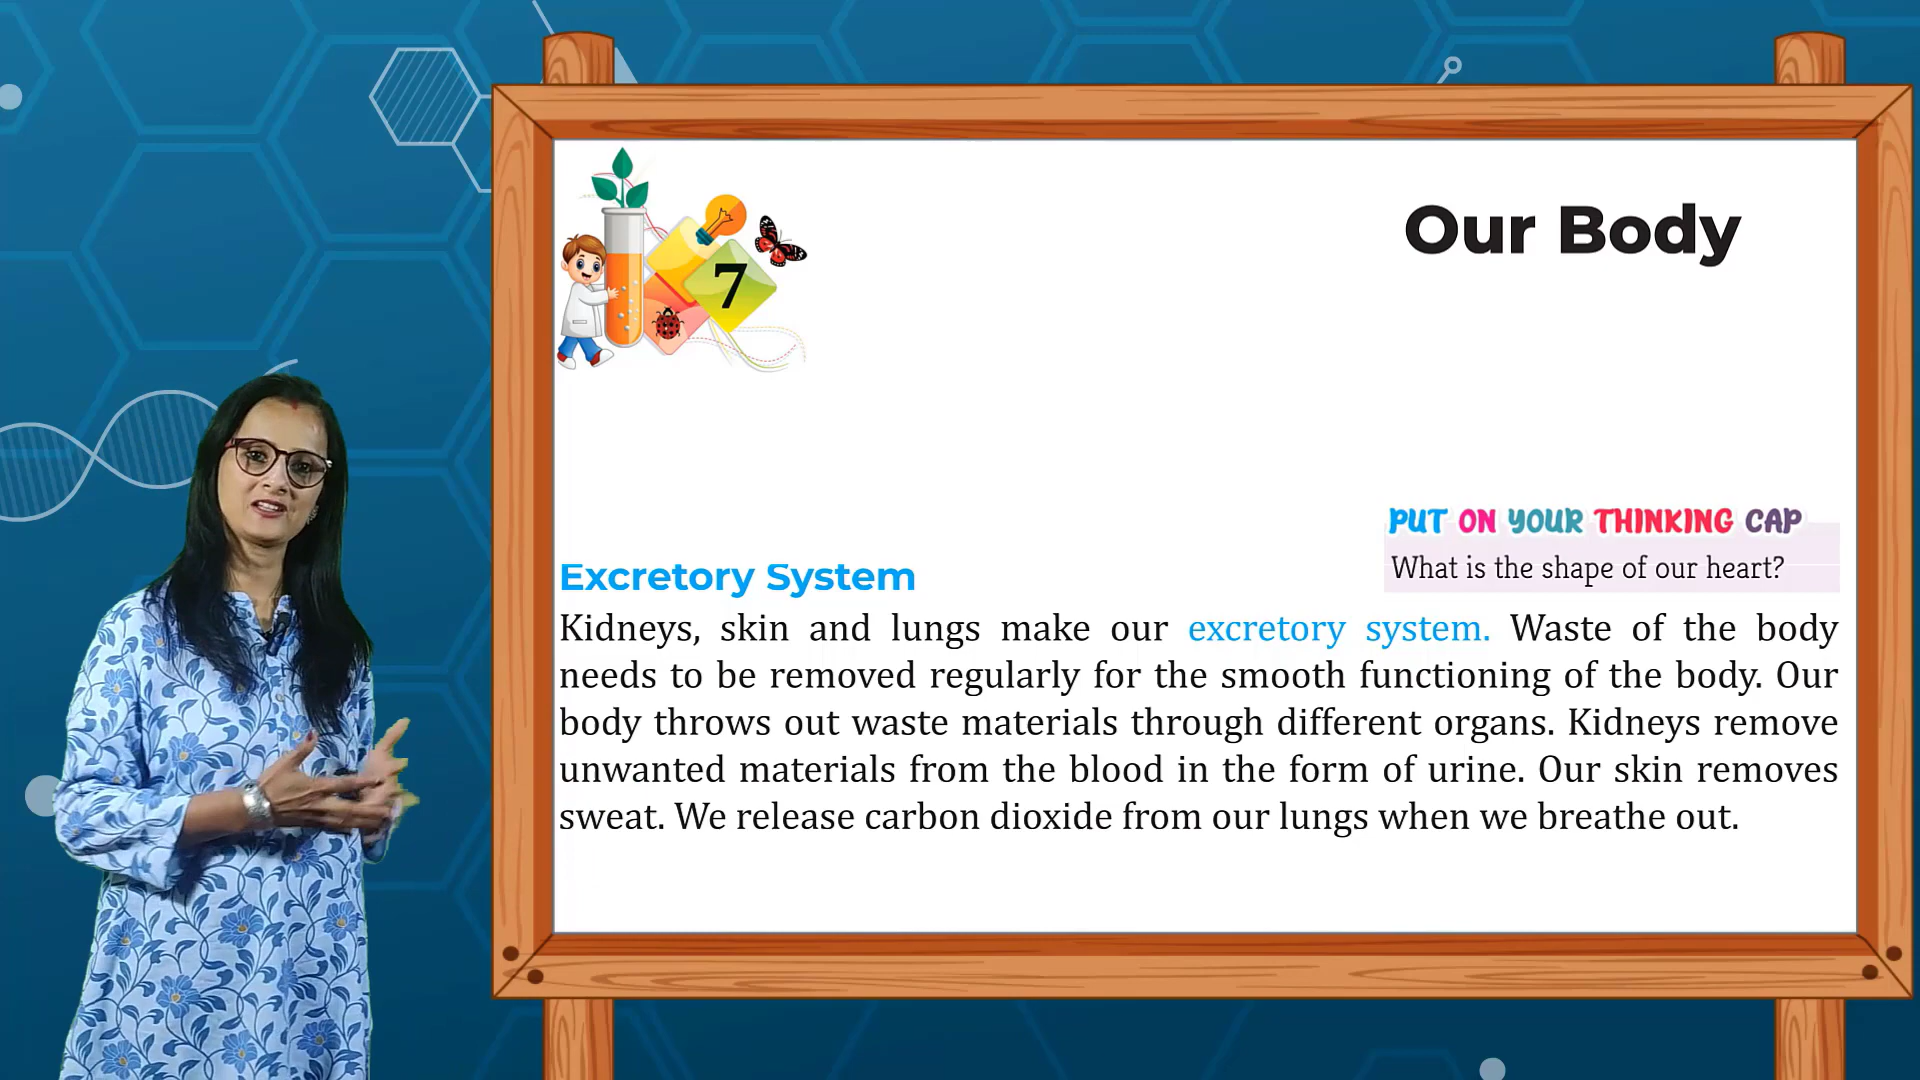 7
Our Body
PUT ON YOUR THINKING CAP
What is the shape of our heart?
Excretory System
Kidneys, skin and lungs make our excretory system. Waste of the body
needs to be removed regularly for the smooth functioning of the body. Our
body throws out waste materials through different organs. Kidneys remove
unwanted materials from the blood in the form of urine. Our skin removes
sweat. We release carbon dioxide from our lungs when we breathe out.